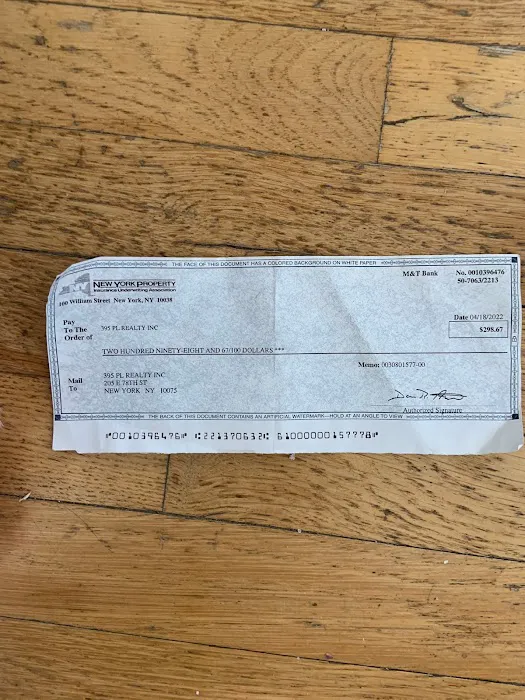 THE FACE OF THIS DOCUMENT HAS A COLORED BACKGROUND ON WHITE PAPER
NEW YORK PROPERTY
Insurance Underwriting Association
100 William Street New York, NY 10038
M&T Bank
No. 0010396476
50-7063/2213
Pay
To The
Order of
395 PL REALTY INC
Date 04/18/2022
$298.67
TWO HUNDRED NINETY-EIGHT AND 67/100 DOLLARS ***
Memo: 0030801577-00
Mail
To
395 PL REALTY INC
205 E 78TH ST
NEW YORK NY 10075
Authorized Signature
THE BACK OF THIS DOCUMENT CONTAINS AN ARTIFICIAL WATERMARK—HOLD AT AN ANGLE TO VIEW
⑈0010396476⑈ ⑆221370632⑆ 61000000157778⑈